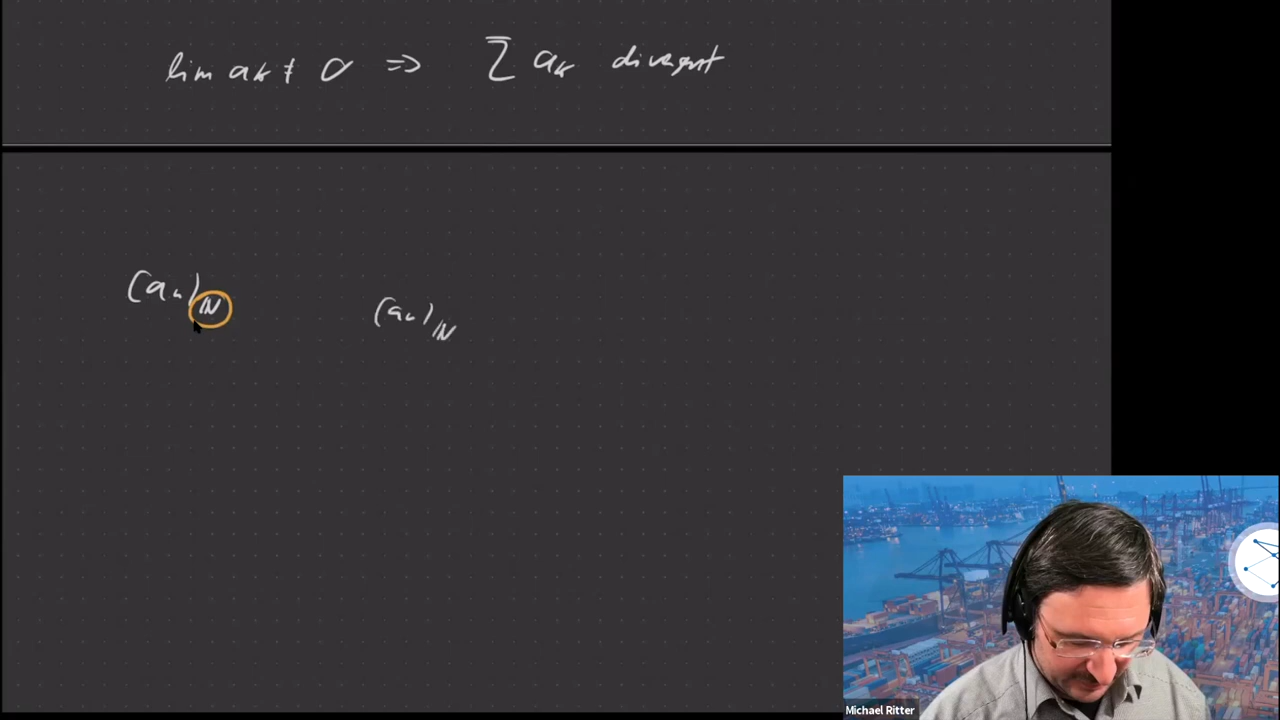 lim aₖ ≠ 0 ⇒ ∑ aₖ divergent
(aₙ)ℕ (aₙ)ℕ
Michael Ritter